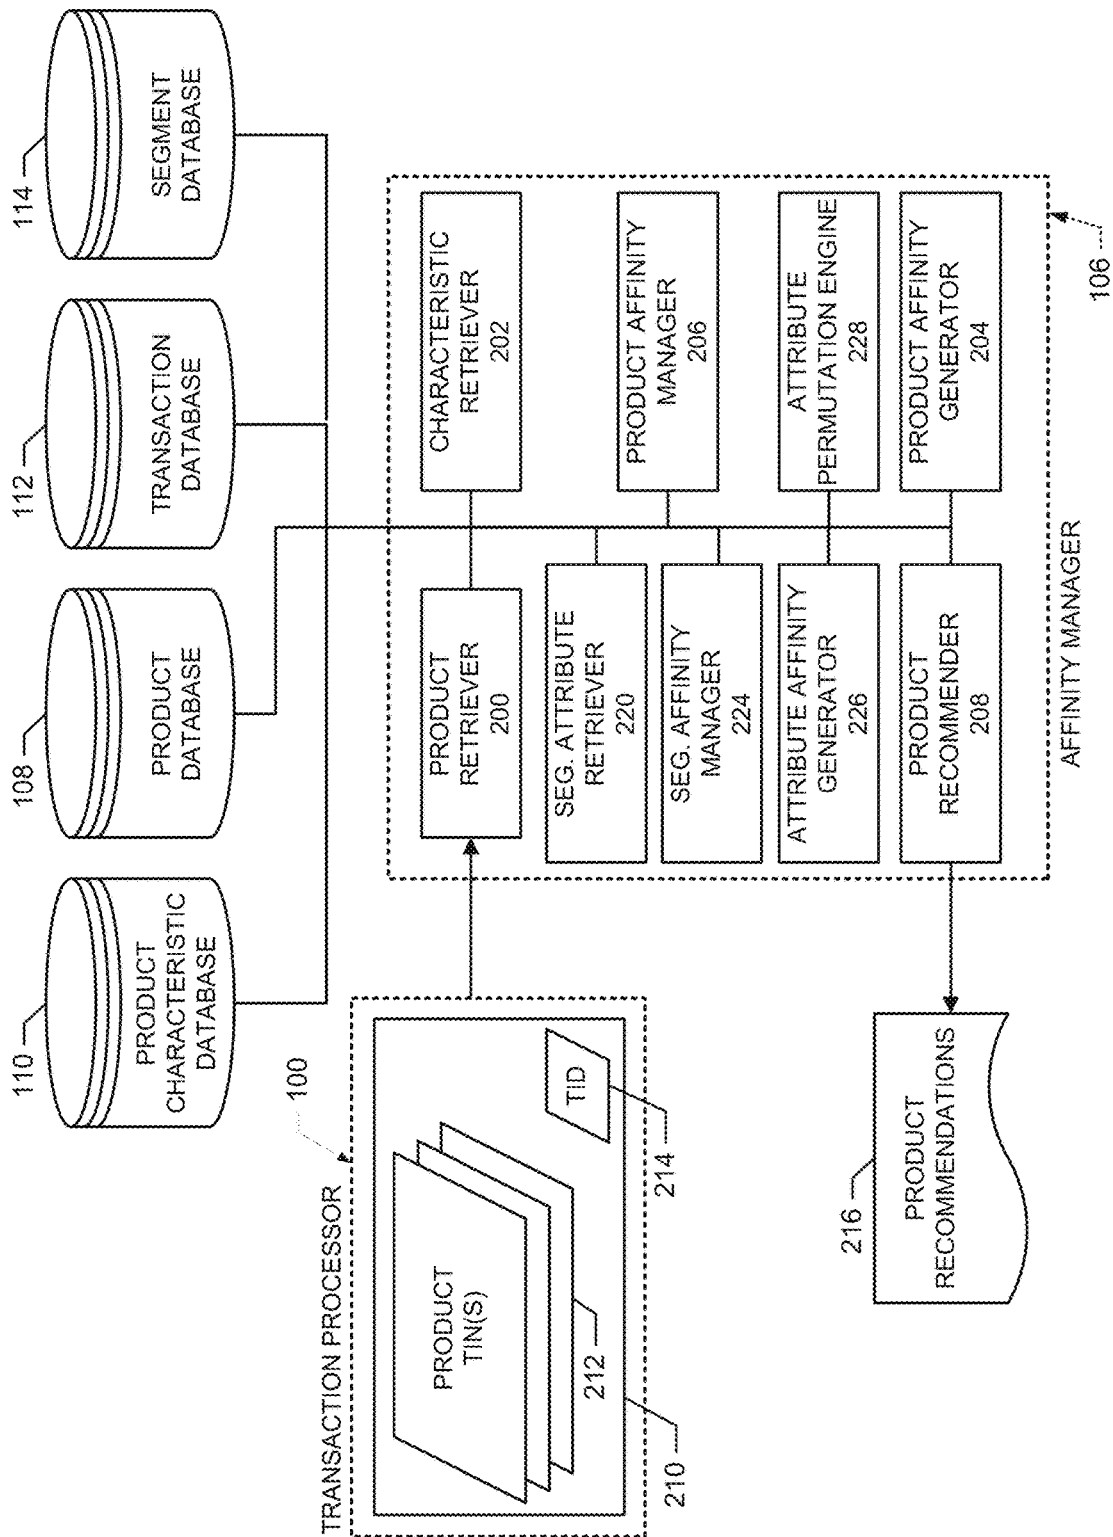 110
PRODUCT
CHARACTERISTIC
DATABASE
108
PRODUCT
DATABASE
112
TRANSACTION
DATABASE
114
SEGMENT
DATABASE
TRANSACTION PROCESSOR
100
PRODUCT
TIN(S)
TID
212
214
210
PRODUCT
RETRIEVER
200
CHARACTERISTIC
RETRIEVER
202
SEG. ATTRIBUTE
RETRIEVER
220
PRODUCT AFFINITY
MANAGER
206
SEG. AFFINITY
MANAGER
224
ATTRIBUTE AFFINITY
GENERATOR
226
ATTRIBUTE
PERMUTATION ENGINE
228
PRODUCT
RECOMMENDER
208
PRODUCT AFFINITY
GENERATOR
204
AFFINITY MANAGER
106
216
PRODUCT
RECOMMENDATIONS